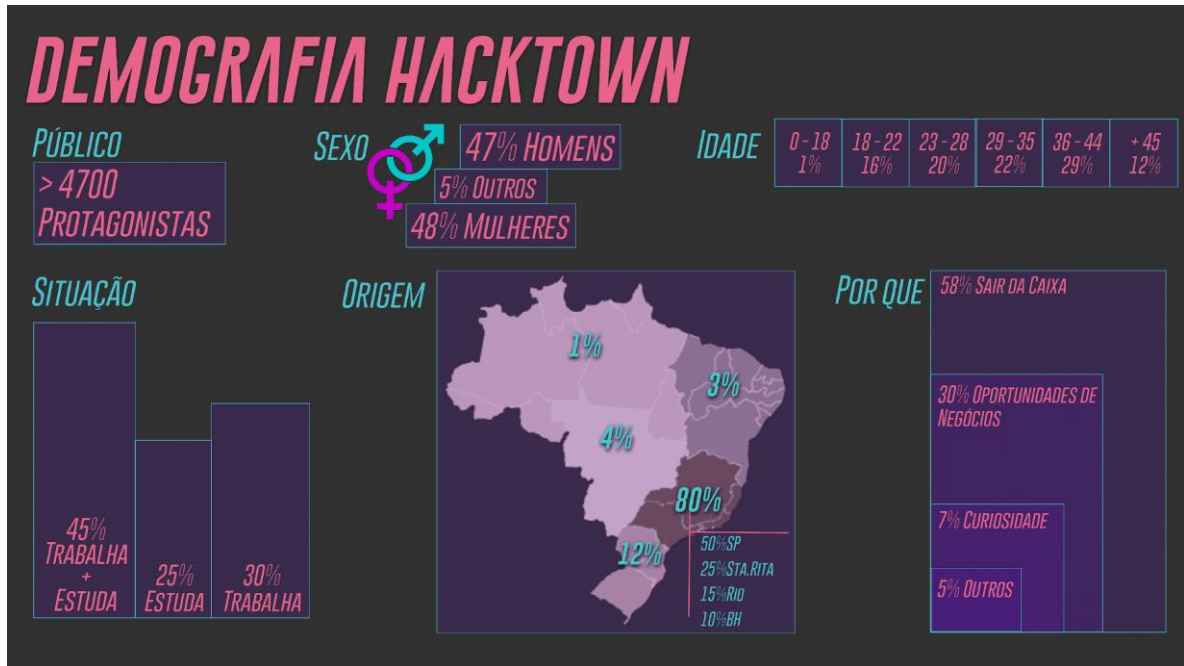 DEMOGRAFIA HACKTOWN
PÚBLICO
> 4700
PROTAGONISTAS
SEXO
47% HOMENS
5% OUTROS
48% MULHERES
IDADE
0 - 18
1%
18 - 22
16%
23 - 28
20%
29 - 35
22%
36 - 44
29%
+ 45
12%
SITUAÇÃO
45%
TRABALHA
+
ESTUDA
25%
ESTUDA
30%
TRABALHA
ORIGEM
1%
3%
4%
80%
12%
50%SP
25%STA.RITA
15%RIO
10%BH
POR QUE
58% SAIR DA CAIXA
30% OPORTUNIDADES DE
NEGÓCIOS
7% CURIOSIDADE
5% OUTROS